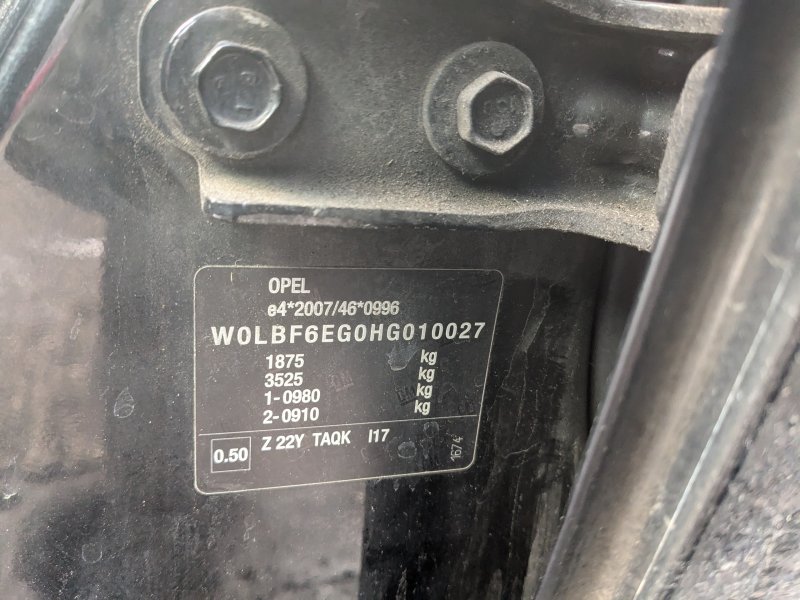 OPEL
e4*2007/46*0996
W0LBF6EG0HG010027
1875 kg
3525 kg
1-0980 kg
2-0910 kg
0.50 Z 22Y TAQK I17